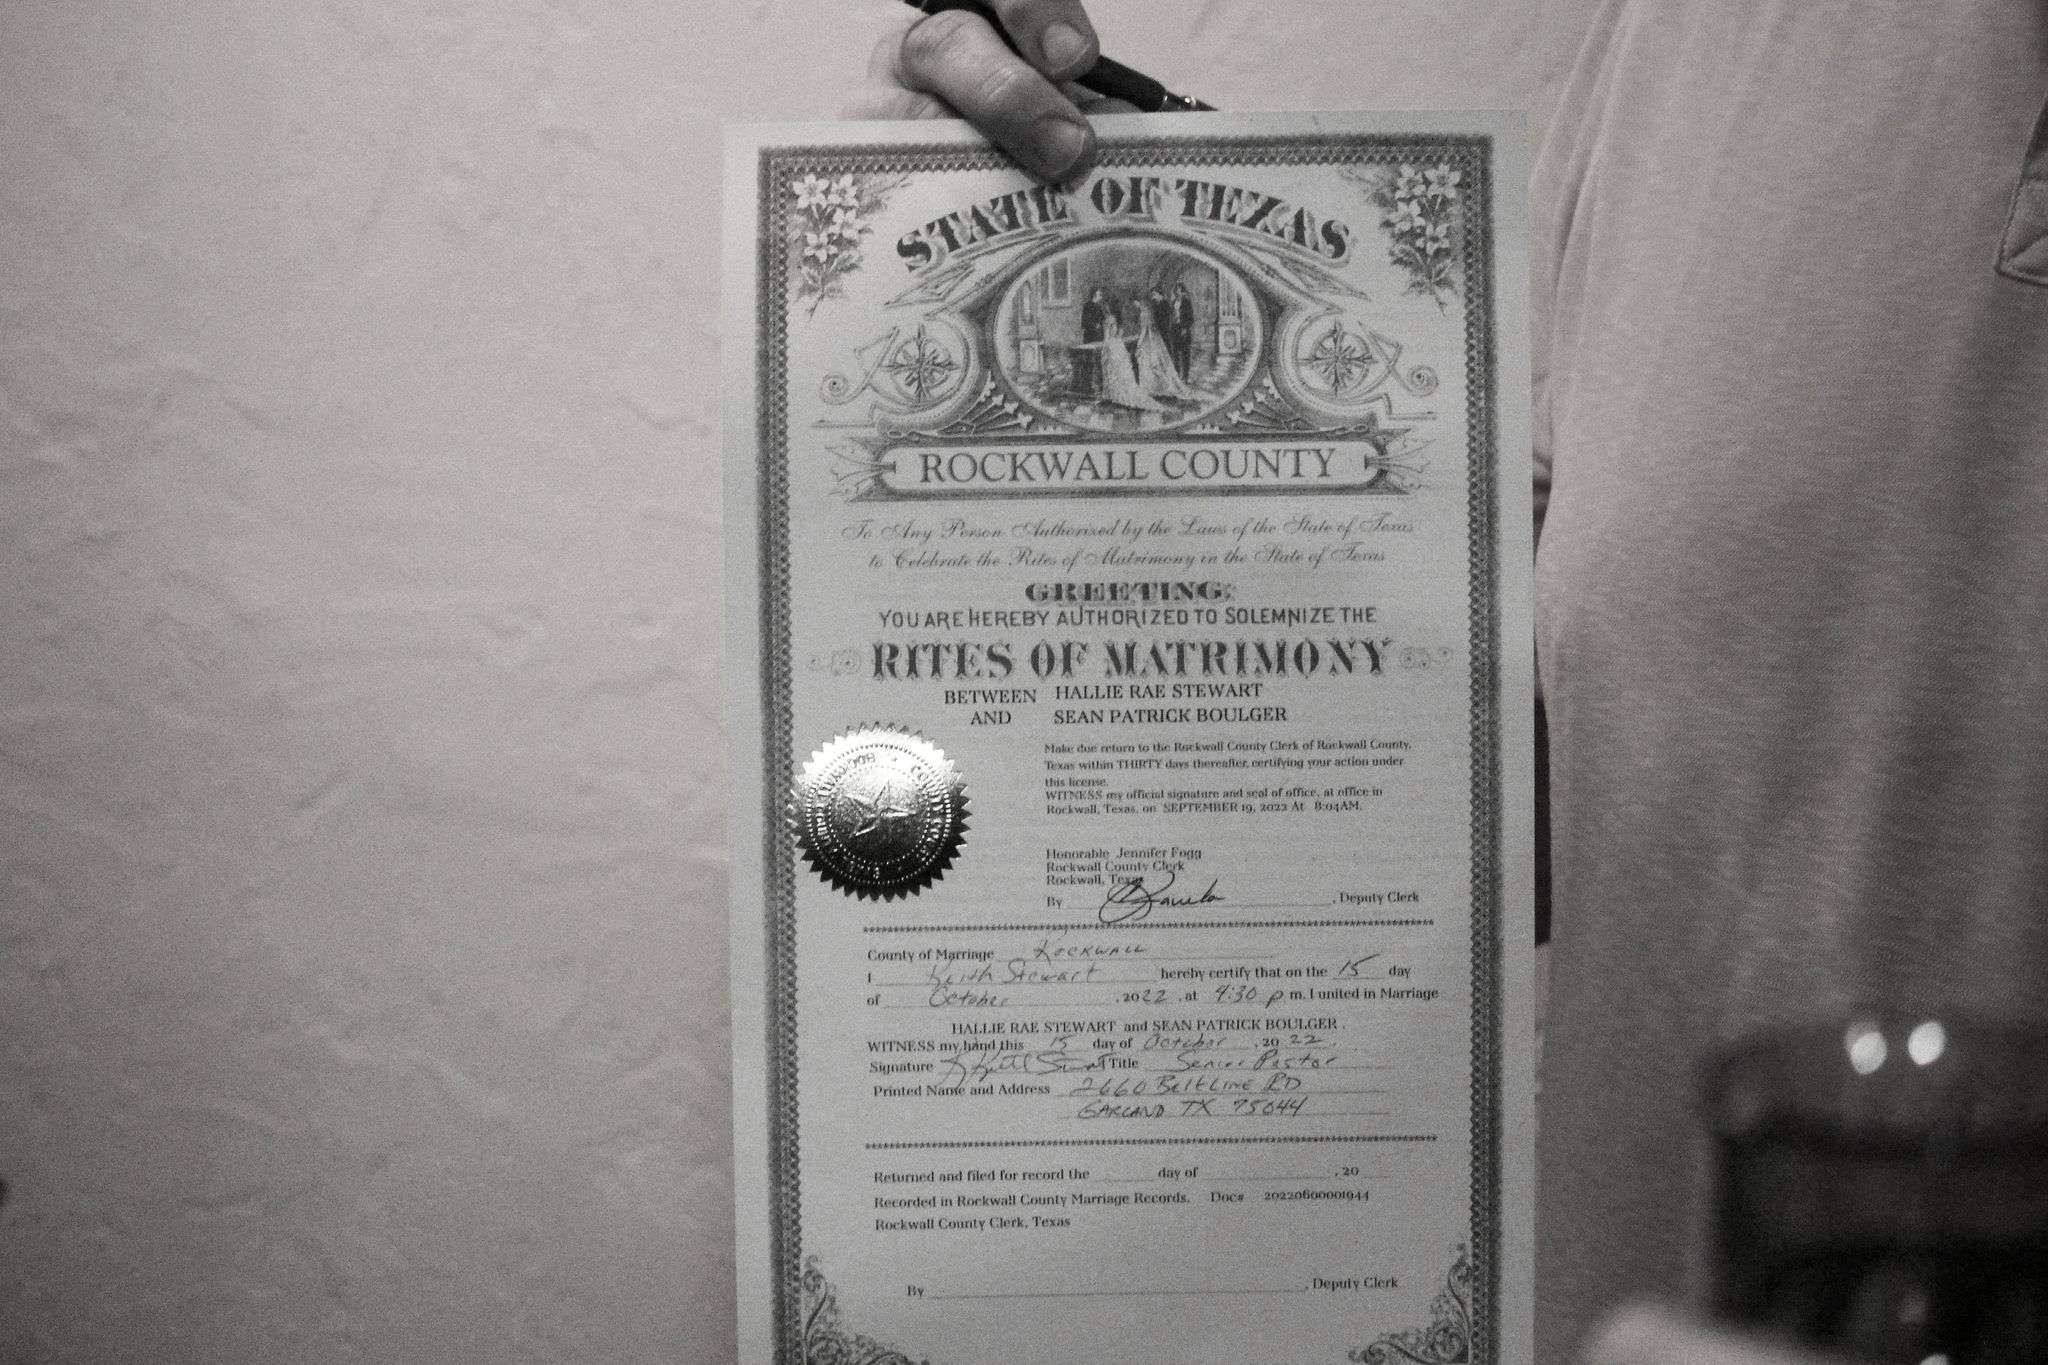 STATE OF TEXAS
ROCKWALL COUNTY
To Any Person Authorized by the Laws of the State of Texas
to Celebrate the Rites of Matrimony in the State of Texas
GREETING:
YOU ARE HEREBY AUTHORIZED TO SOLEMNIZE THE
RITES OF MATRIMONY
BETWEEN HALLIE RAE STEWART
AND SEAN PATRICK BOULGER
Make due return to the Rockwall County Clerk of Rockwall County,
Texas within THIRTY days thereafter, certifying your action under
this license.
WITNESS my official signature and seal of office, at office in
Rockwall, Texas, on SEPTEMBER 19, 2022 At 8:04AM.
Honorable Jennifer Fogg
Rockwall County Clerk
Rockwall, Texas
By , Deputy Clerk
County of Marriage Rockwall
I Keith Stewart hereby certify that on the 15 day
of October , 2022 , at 4:30 p m. I united in Marriage
HALLIE RAE STEWART and SEAN PATRICK BOULGER .
WITNESS my hand this 15 day of October , 20 22 .
Signature Title Senior Pastor
Printed Name and Address 2660 Beltline RD
GARLAND TX 75044
Returned and filed for record the day of , 20
Recorded in Rockwall County Marriage Records. Doc# 20220600001944
Rockwall County Clerk, Texas
By , Deputy Clerk